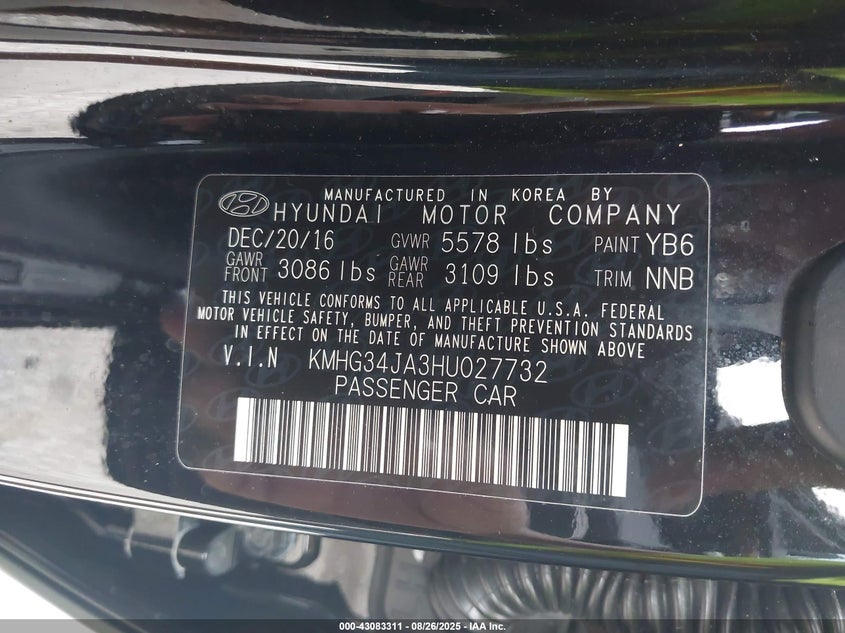 MANUFACTURED IN KOREA BY
HYUNDAI MOTOR COMPANY
DEC/20/16 GVWR 5578 lbs PAINT YB6
GAWR FRONT 3086 lbs GAWR REAR 3109 lbs TRIM NNB
THIS VEHICLE CONFORMS TO ALL APPLICABLE U.S.A. FEDERAL
MOTOR VEHICLE SAFETY, BUMPER, AND THEFT PREVENTION STANDARDS
IN EFFECT ON THE DATE OF MANUFACTURE SHOWN ABOVE
V.I.N KMHG34JA3HU027732
PASSENGER CAR
000-43083311 - 08/26/2025 - IAA Inc.